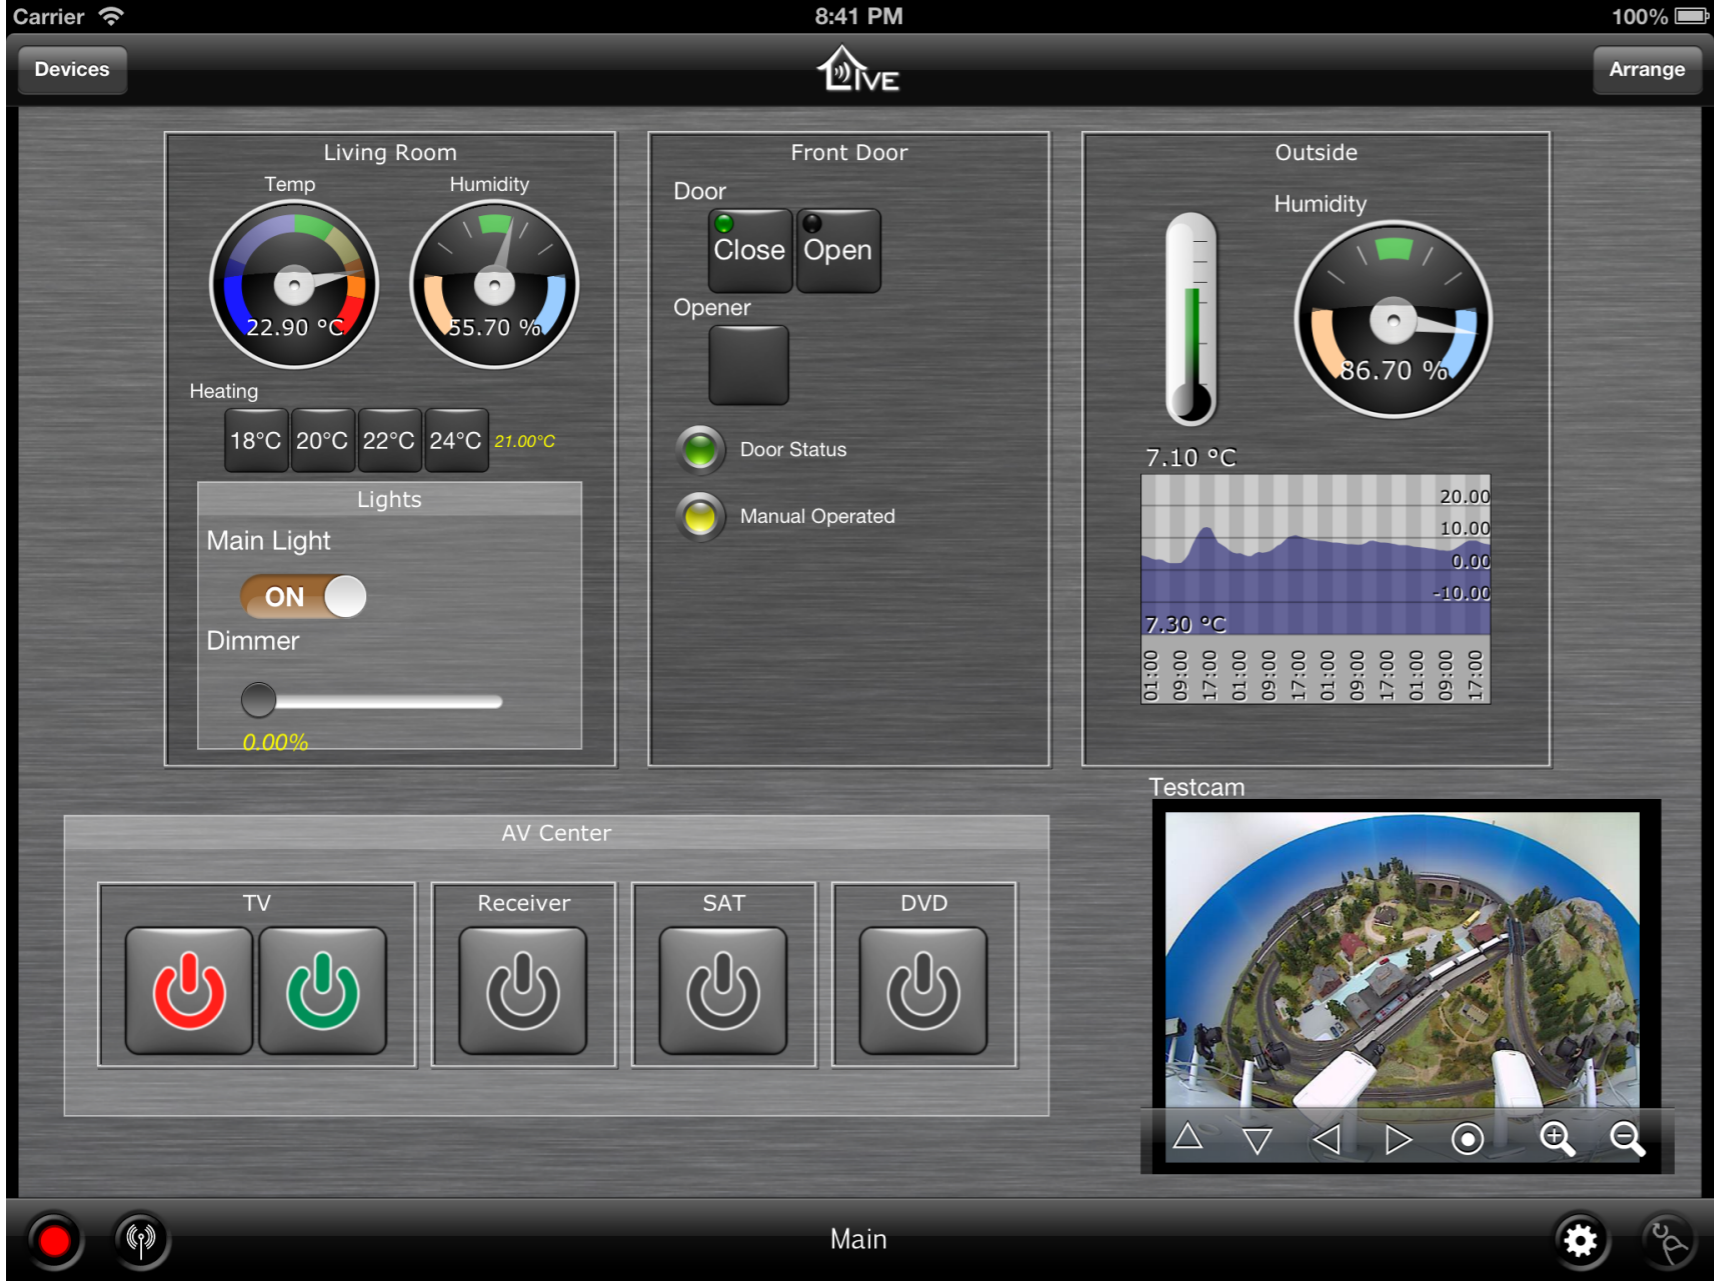 Carrier
8:41 PM
100%
Devices
LIVE
Arrange
Living Room
Temp
Humidity
22.90 °C
55.70 %
Heating
18°C
20°C
22°C
24°C
21.00°C
Lights
Main Light
ON
Dimmer
0.00%
Front Door
Door
Close
Open
Opener
Door Status
Manual Operated
Outside
Humidity
86.70 %
7.10 °C
20.00
10.00
0.00
-10.00
7.30 °C
01:00
09:00
17:00
01:00
09:00
17:00
01:00
09:00
17:00
01:00
09:00
17:00
AV Center
TV
Receiver
SAT
DVD
Testcam
Main